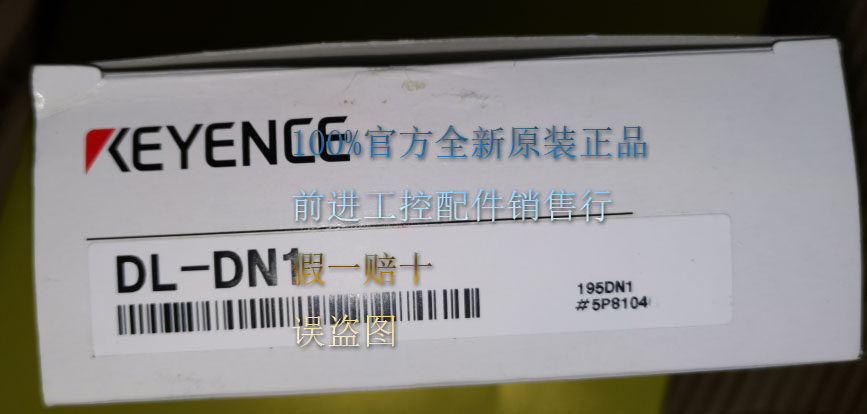 KEYENCE
100%官方全新原装正品
前进工控配件销售行
DL-DN1
假一赔十
195DN1
#5P8104
误盗图